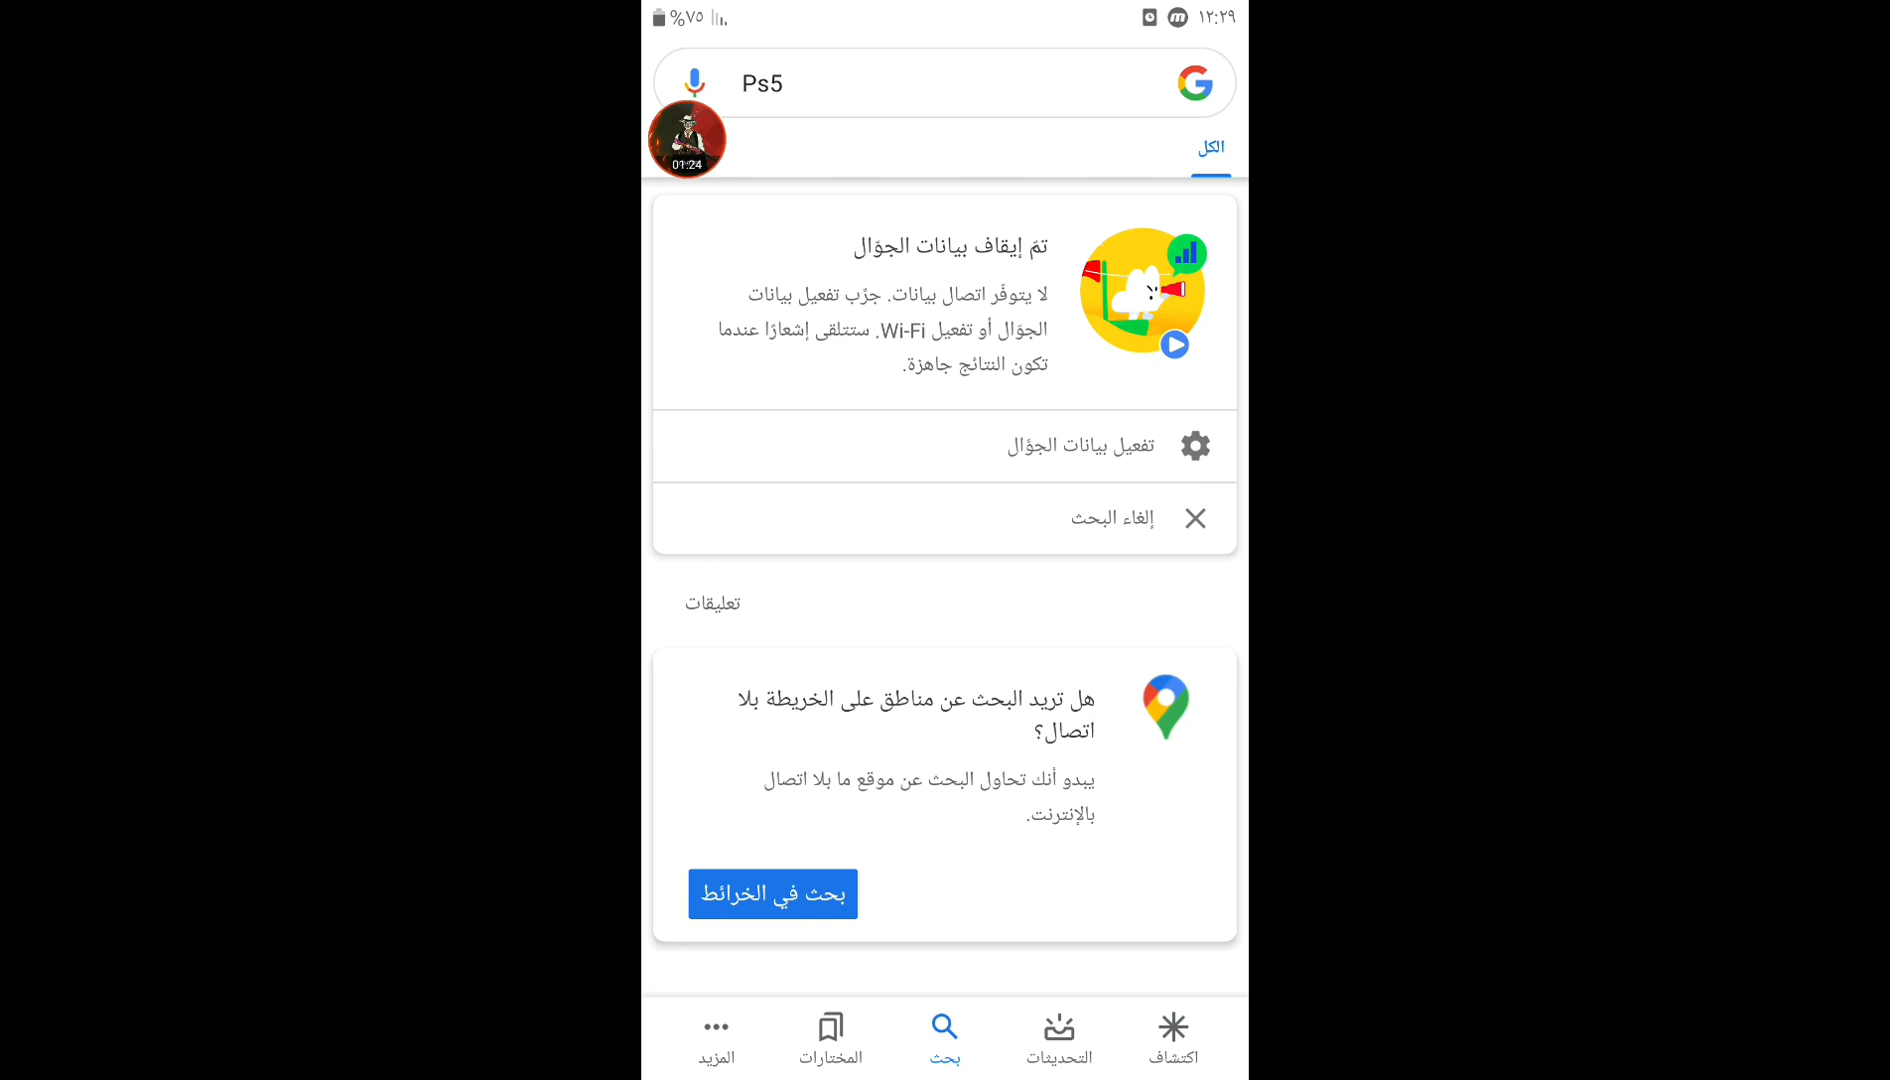 ١٢:٢٩
%٧٥
Ps5
01:24
الكل
تمّ إيقاف بيانات الجوّال
لا يتوفّر اتصال بيانات. جرّب تفعيل بيانات
الجوّال أو تفعيل Wi-Fi. ستتلقى إشعارًا عندما
تكون النتائج جاهزة.
تفعيل بيانات الجوّال
إلغاء البحث
تعليقات
هل تريد البحث عن مناطق على الخريطة بلا
اتصال؟
يبدو أنك تحاول البحث عن موقع ما بلا اتصال
بالإنترنت.
بحث في الخرائط
اكتشاف
التحديثات
بحث
المختارات
المزيد